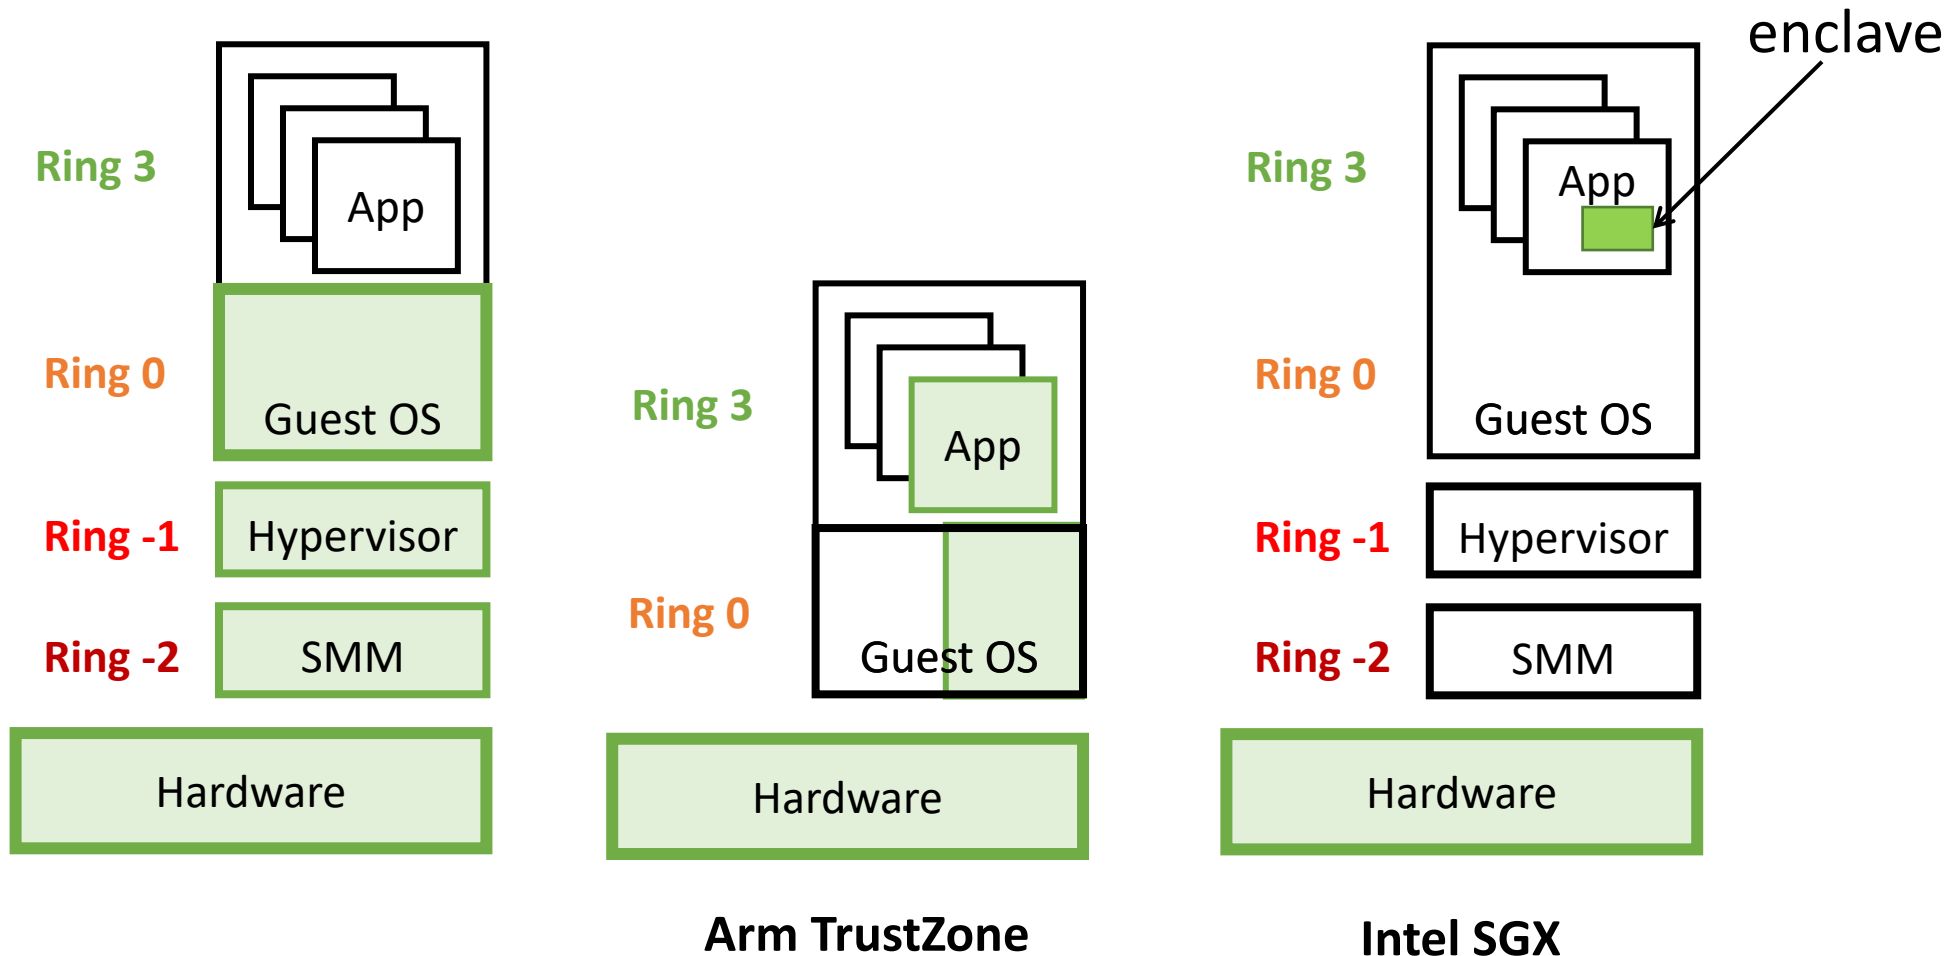 Ring 3
App
Ring 0
Guest OS
Ring -1
Hypervisor
Ring -2
SMM
Hardware
Ring 3
App
Ring 0
Guest OS
Hardware
Arm TrustZone
enclave
Ring 3
App
Ring 0
Guest OS
Ring -1
Hypervisor
Ring -2
SMM
Hardware
Intel SGX